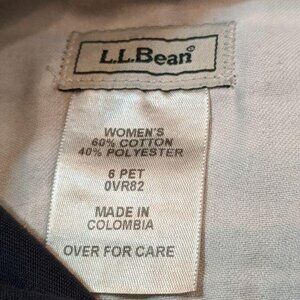 L.L.Bean®
WOMEN'S
60% COTTON
40% POLYESTER
6 PET
0VR82
MADE IN
COLOMBIA
OVER FOR CARE